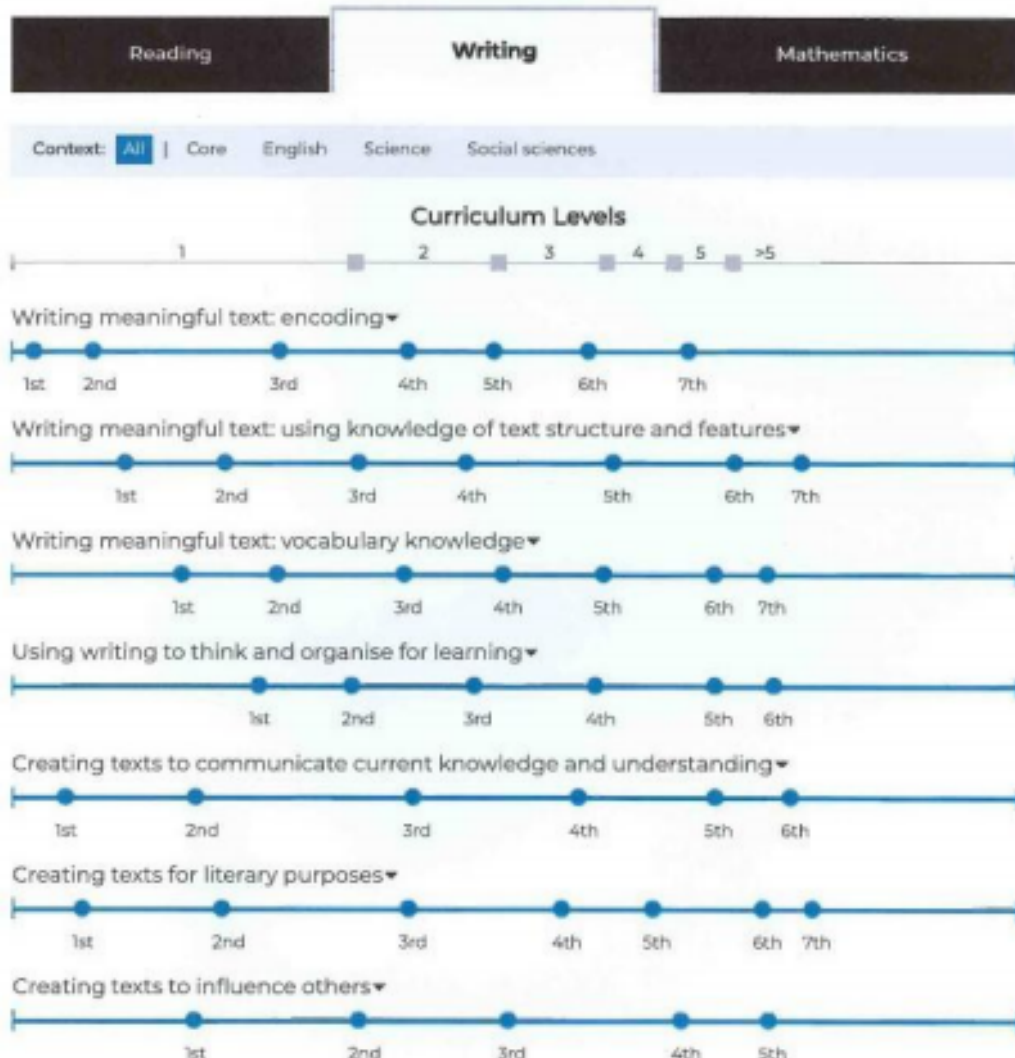 Reading Writing Mathematics
Context: All | Core English Science Social sciences
Curriculum Levels
1 2 3 4 5 >5
Writing meaningful text: encoding
1st 2nd 3rd 4th 5th 6th 7th
Writing meaningful text: using knowledge of text structure and features
1st 2nd 3rd 4th 5th 6th 7th
Writing meaningful text: vocabulary knowledge
1st 2nd 3rd 4th 5th 6th 7th
Using writing to think and organise for learning
1st 2nd 3rd 4th 5th 6th
Creating texts to communicate current knowledge and understanding
1st 2nd 3rd 4th 5th 6th
Creating texts for literary purposes
1st 2nd 3rd 4th 5th 6th 7th
Creating texts to influence others
1st 2nd 3rd 4th 5th